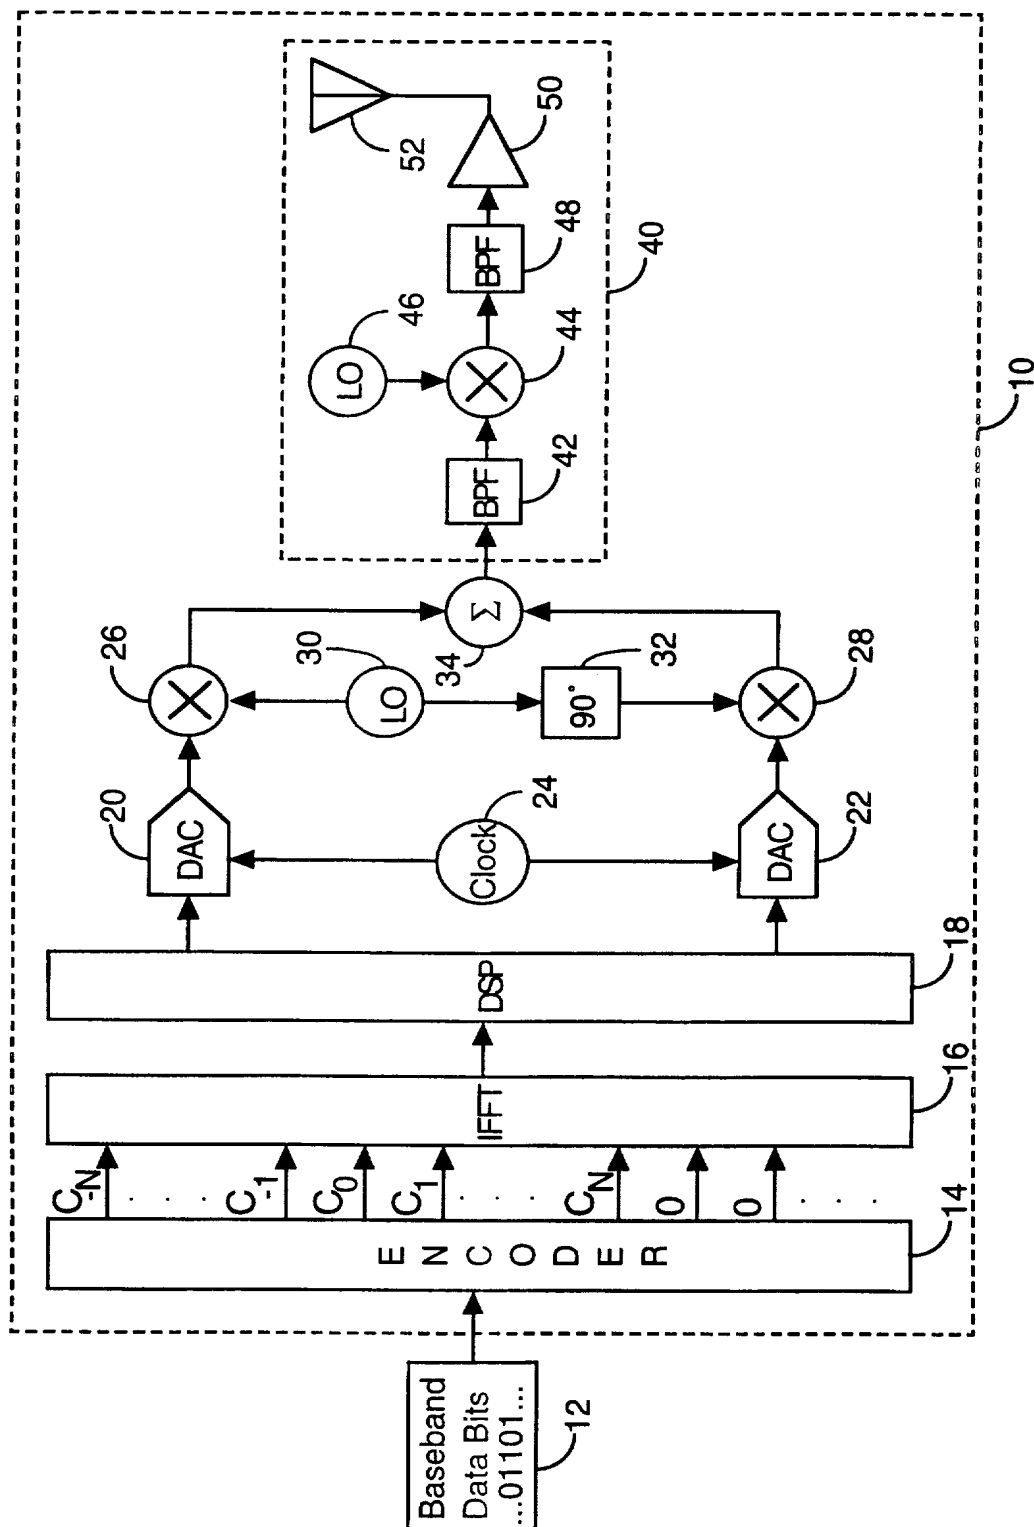 Baseband
Data Bits
...01101...
12
ENCODER
14
C-N
C-1
C0
C1
CN
0
0
IFFT
16
DSP
18
DAC
20
Clock
24
DAC
22
26
LO
30
90°
32
28
Σ
34
BPF
42
LO
46
44
BPF
48
50
52
40
10